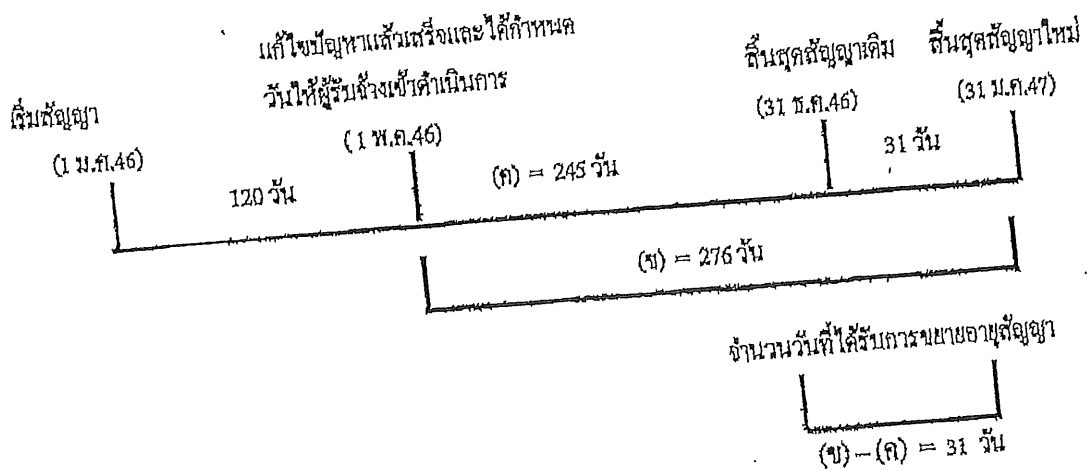 แก้ไขปัญหาแล้วเสร็จและได้กำหนด
วันให้ผู้รับจ้างเข้าดำเนินการ
(1 พ.ค.46)
เริ่มสัญญา
(1 ม.ค.46)
สิ้นสุดสัญญาเดิม
(31 ธ.ค.46)
สิ้นสุดสัญญาใหม่
(31 ม.ค.47)
120 วัน
(ค) = 245 วัน
31 วัน
(ข) = 276 วัน
จำนวนวันที่ได้รับการขยายอายุสัญญา
(ข) – (ค) = 31 วัน